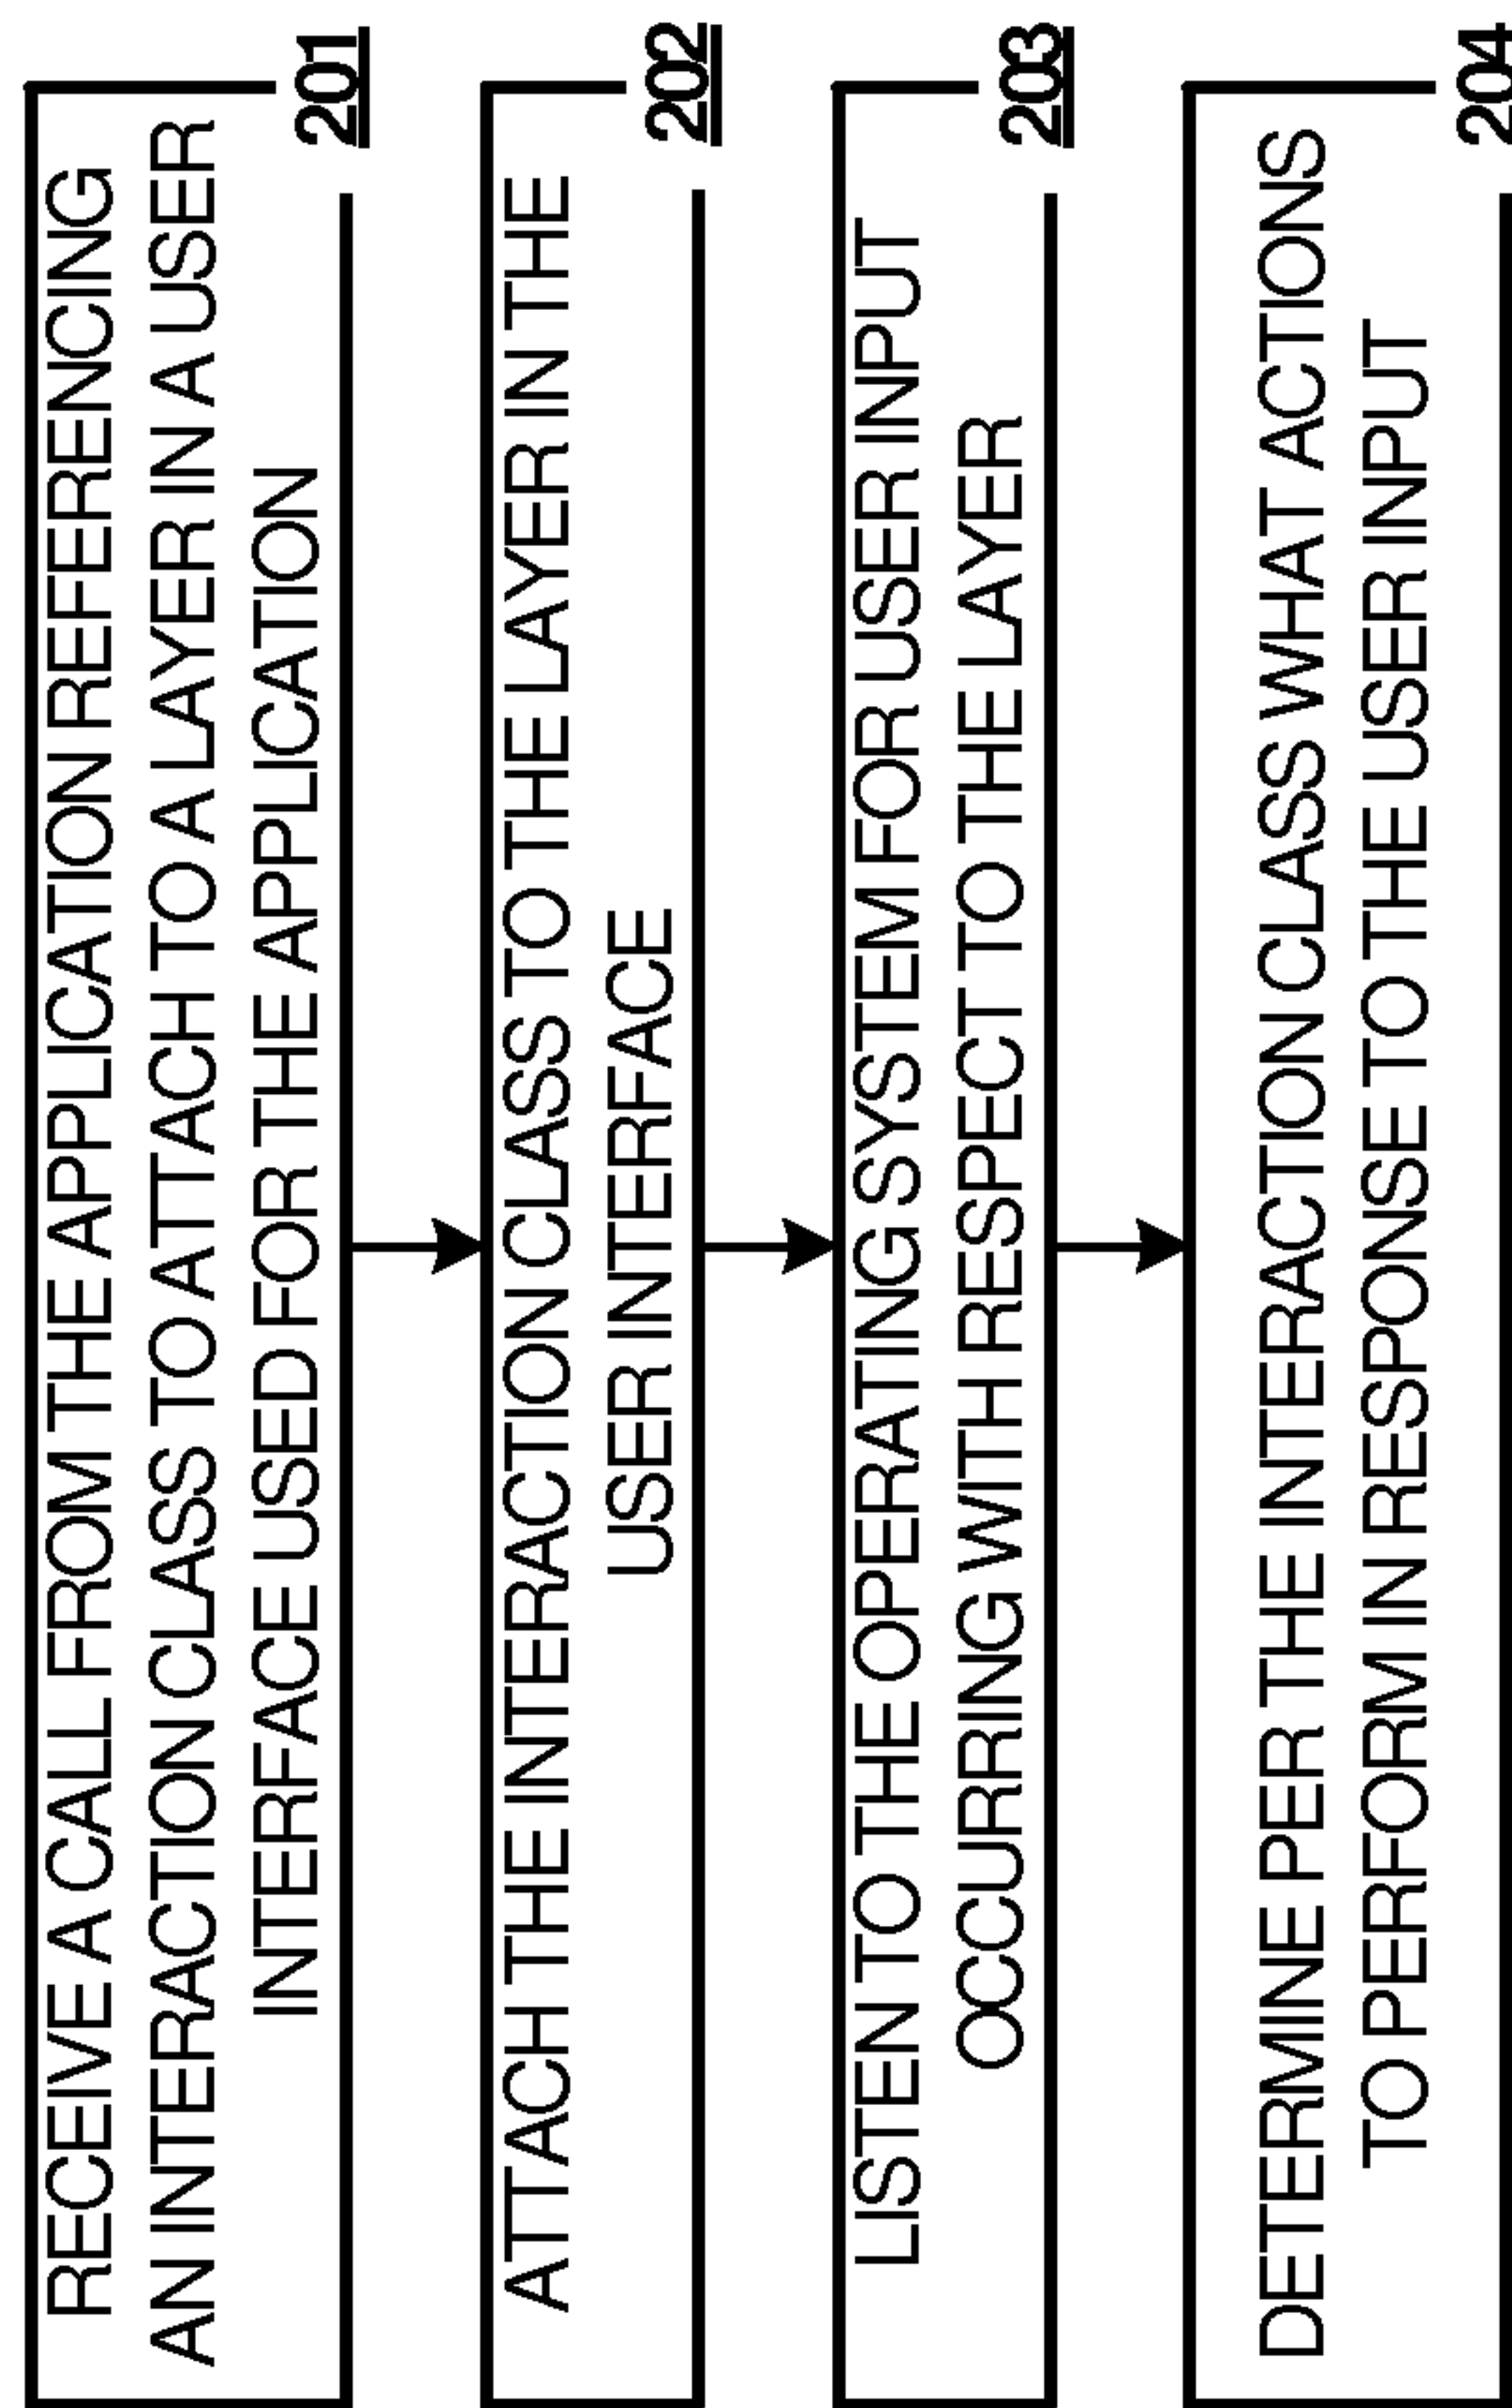 RECEIVE A CALL FROM THE APPLICATION REFERENCING
AN INTERACTION CLASS TO ATTACH TO A LAYER IN A USER
INTERFACE USED FOR THE APPLICATION
201
ATTACH THE INTERACTION CLASS TO THE LAYER IN THE
USER INTERFACE
202
LISTEN TO THE OPERATING SYSTEM FOR USER INPUT
OCCURRING WITH RESPECT TO THE LAYER
203
DETERMINE PER THE INTERACTION CLASS WHAT ACTIONS
TO PERFORM IN RESPONSE TO THE USER INPUT
204